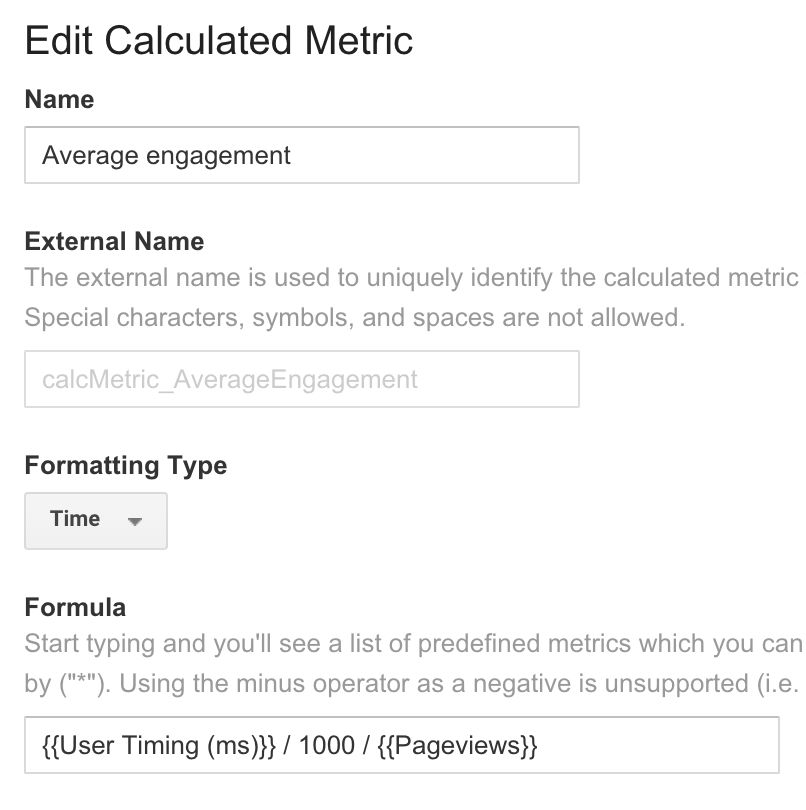 Edit Calculated Metric
Name
Average engagement
External Name
The external name is used to uniquely identify the calculated metric
Special characters, symbols, and spaces are not allowed.
calcMetric_AverageEngagement
Formatting Type
Time
Formula
Start typing and you'll see a list of predefined metrics which you can
by ("*"). Using the minus operator as a negative is unsupported (i.e.
{{User Timing (ms)}} / 1000 / {{Pageviews}}